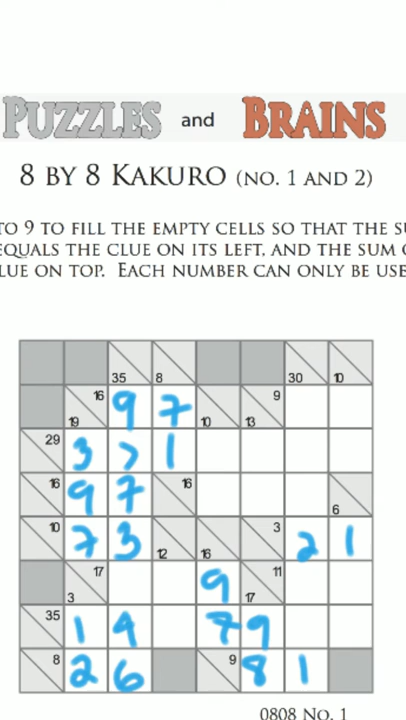 PUZZLES and BRAINS
8 BY 8 KAKURO (NO. 1 AND 2)
TO 9 TO FILL THE EMPTY CELLS SO THAT THE SU
EQUALS THE CLUE ON ITS LEFT, AND THE SUM O
LUE ON TOP. EACH NUMBER CAN ONLY BE USE
35 8 30 10
16 19 9 7 10 9 13
29 3 7 1
16 9 7 16 6
10 7 3 12 16 3 2 1
17 3 9 11 17
35 1 4 7 9
8 2 6 9 8 1
0808 No. 1